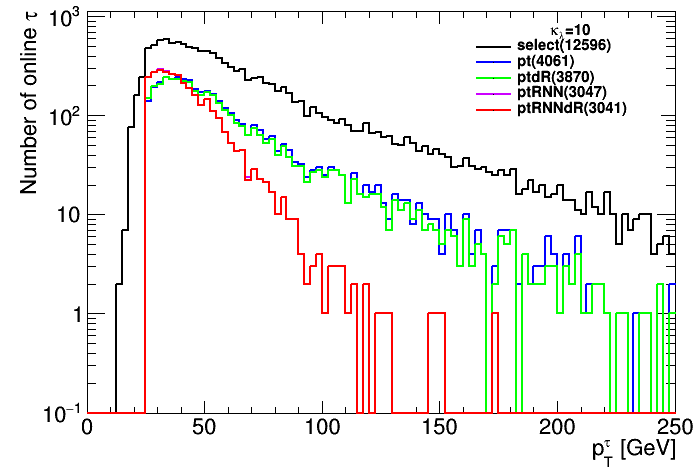 Number of online τ
10³
10²
10
1
10⁻¹
κλ=10
select(12596)
pt(4061)
ptdR(3870)
ptRNN(3047)
ptRNNdR(3041)
0 50 100 150 200 250
p_T^τ [GeV]